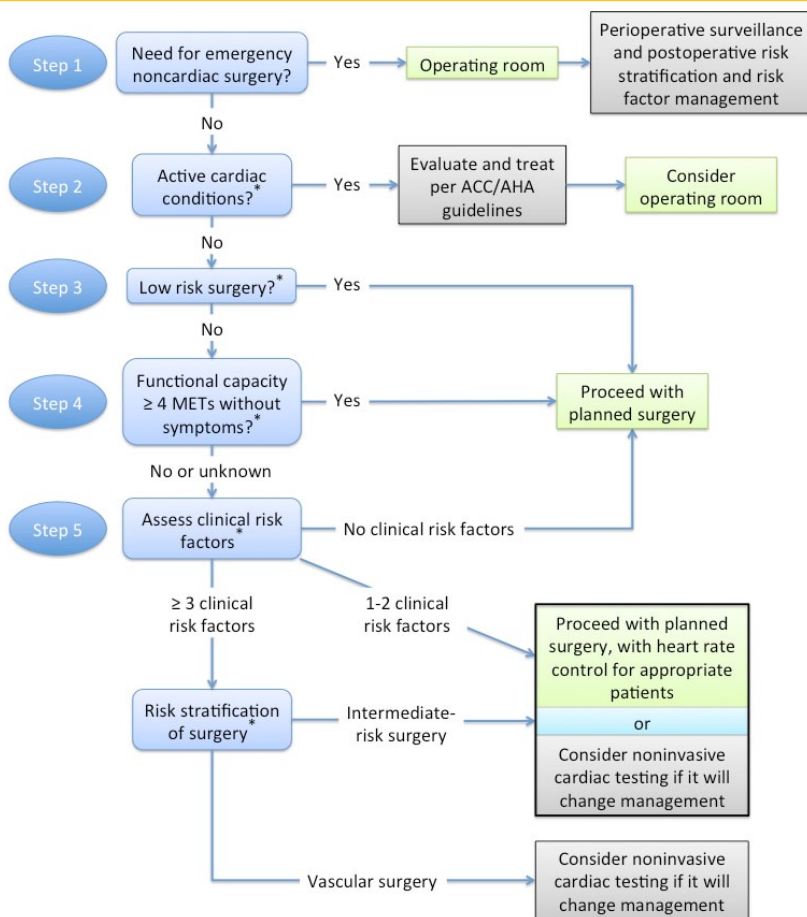 Step 1
Need for emergency
noncardiac surgery?
Yes
Operating room
Perioperative surveillance
and postoperative risk
stratification and risk
factor management
No
Step 2
Active cardiac
conditions?*
Yes
Evaluate and treat
per ACC/AHA
guidelines
Consider
operating room
No
Step 3
Low risk surgery?*
Yes
No
Step 4
Functional capacity
≥ 4 METs without
symptoms?*
Yes
Proceed with
planned surgery
No or unknown
Step 5
Assess clinical risk
factors*
No clinical risk factors
≥ 3 clinical
risk factors
1-2 clinical
risk factors
Proceed with planned
surgery, with heart rate
control for appropriate
patients
or
Consider noninvasive
cardiac testing if it will
change management
Risk stratification
of surgery*
Intermediate-
risk surgery
Vascular surgery
Consider noninvasive
cardiac testing if it will
change management